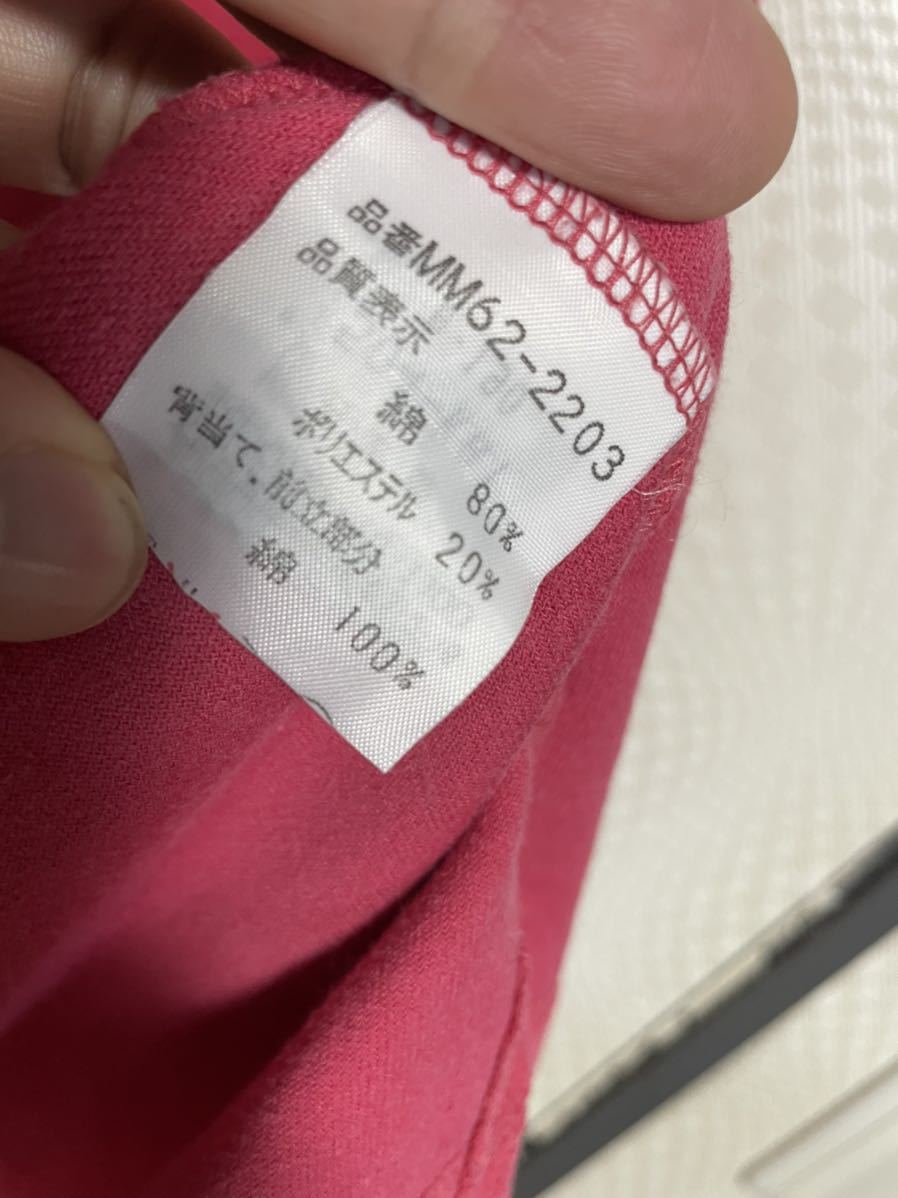 品番MM62-2203
品質表示
綿 80%
ポリエステル 20%
背当て、前立部分
綿 100%